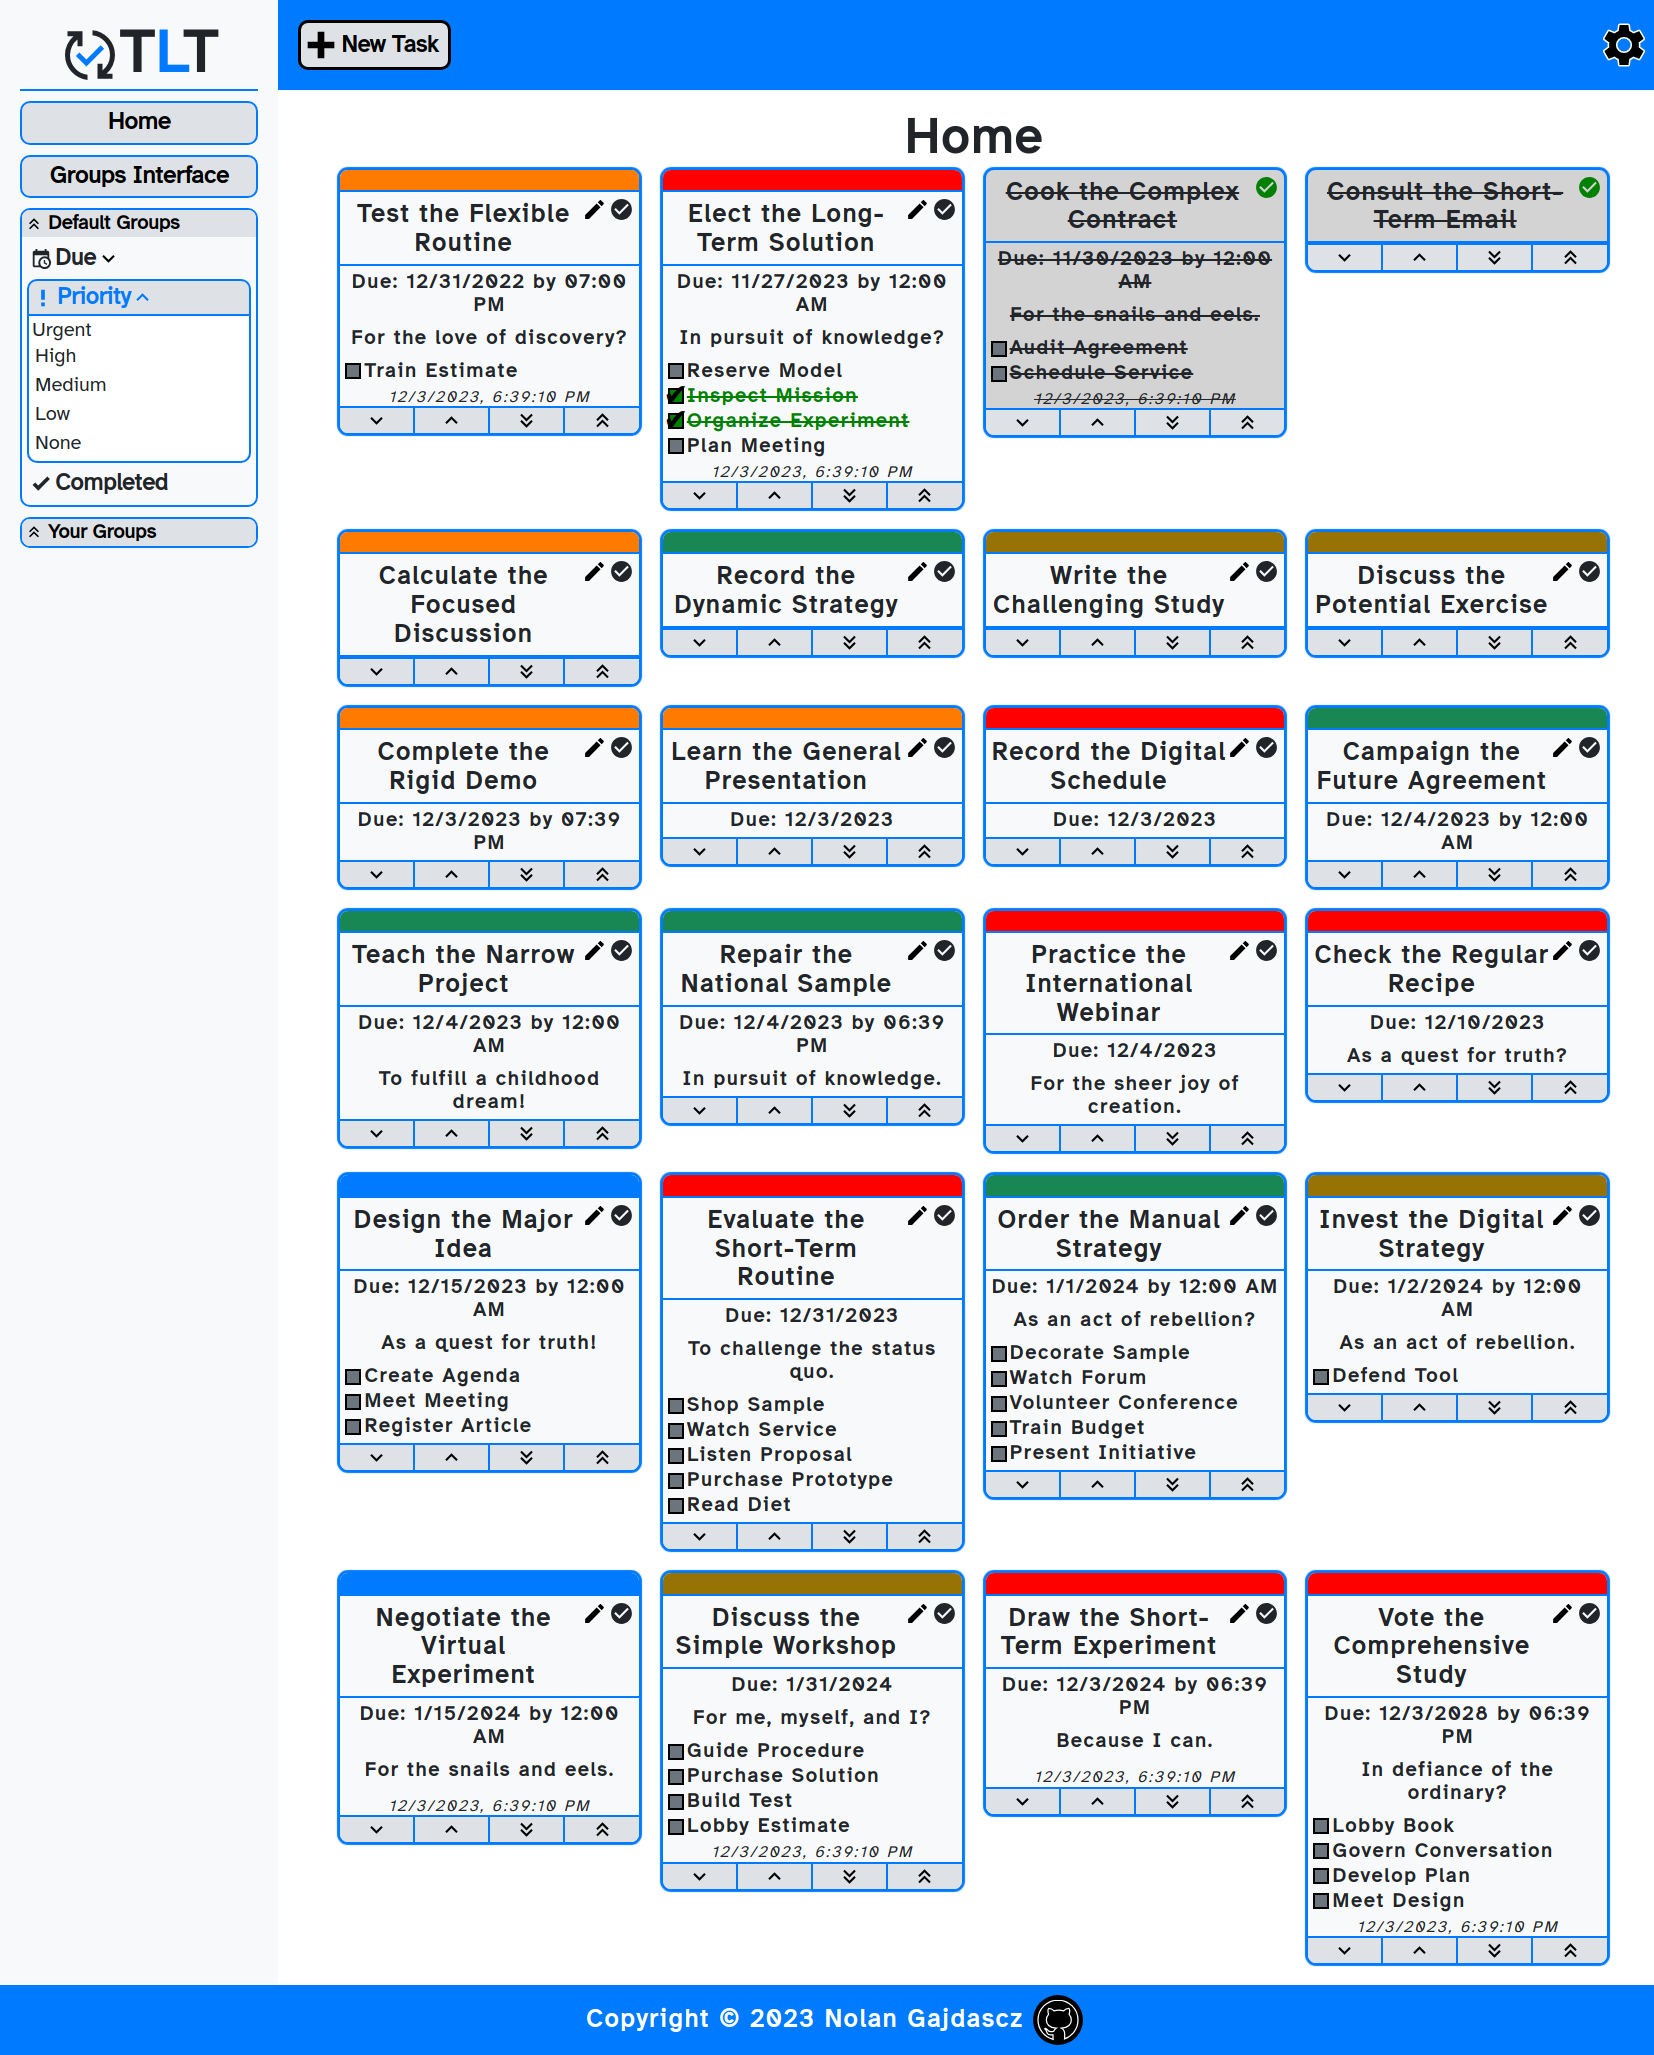 TLT
New Task
Home
Groups Interface
Default Groups
Due
Priority
Urgent
High
Medium
Low
None
Completed
Your Groups
Home
Test the Flexible
Routine
Due: 12/31/2022 by 07:00
PM
For the love of discovery?
Train Estimate
12/3/2023, 6:39:10 PM
Elect the Long-
Term Solution
Due: 11/27/2023 by 12:00
AM
In pursuit of knowledge?
Reserve Model
Inspect Mission
Organize Experiment
Plan Meeting
12/3/2023, 6:39:10 PM
Cook the Complex
Contract
Due: 11/30/2023 by 12:00
AM
For the snails and eels.
Audit Agreement
Schedule Service
12/3/2023, 6:39:10 PM
Consult the Short-
Term Email
Calculate the
Focused
Discussion
Record the
Dynamic Strategy
Write the
Challenging Study
Discuss the
Potential Exercise
Complete the
Rigid Demo
Due: 12/3/2023 by 07:39
PM
Learn the General
Presentation
Due: 12/3/2023
Record the Digital
Schedule
Due: 12/3/2023
Campaign the
Future Agreement
Due: 12/4/2023 by 12:00
AM
Teach the Narrow
Project
Due: 12/4/2023 by 12:00
AM
To fulfill a childhood
dream!
Repair the
National Sample
Due: 12/4/2023 by 06:39
PM
In pursuit of knowledge.
Practice the
International
Webinar
Due: 12/4/2023
For the sheer joy of
creation.
Check the Regular
Recipe
Due: 12/10/2023
As a quest for truth?
Design the Major
Idea
Due: 12/15/2023 by 12:00
AM
As a quest for truth!
Create Agenda
Meet Meeting
Register Article
Evaluate the
Short-Term
Routine
Due: 12/31/2023
To challenge the status
quo.
Shop Sample
Watch Service
Listen Proposal
Purchase Prototype
Read Diet
Order the Manual
Strategy
Due: 1/1/2024 by 12:00 AM
As an act of rebellion?
Decorate Sample
Watch Forum
Volunteer Conference
Train Budget
Present Initiative
Invest the Digital
Strategy
Due: 1/2/2024 by 12:00
AM
As an act of rebellion.
Defend Tool
Negotiate the
Virtual
Experiment
Due: 1/15/2024 by 12:00
AM
For the snails and eels.
12/3/2023, 6:39:10 PM
Discuss the
Simple Workshop
Due: 1/31/2024
For me, myself, and I?
Guide Procedure
Purchase Solution
Build Test
Lobby Estimate
12/3/2023, 6:39:10 PM
Draw the Short-
Term Experiment
Due: 12/3/2024 by 06:39
PM
Because I can.
12/3/2023, 6:39:10 PM
Vote the
Comprehensive
Study
Due: 12/3/2028 by 06:39
PM
In defiance of the
ordinary?
Lobby Book
Govern Conversation
Develop Plan
Meet Design
12/3/2023, 6:39:10 PM
Copyright © 2023 Nolan Gajdascz